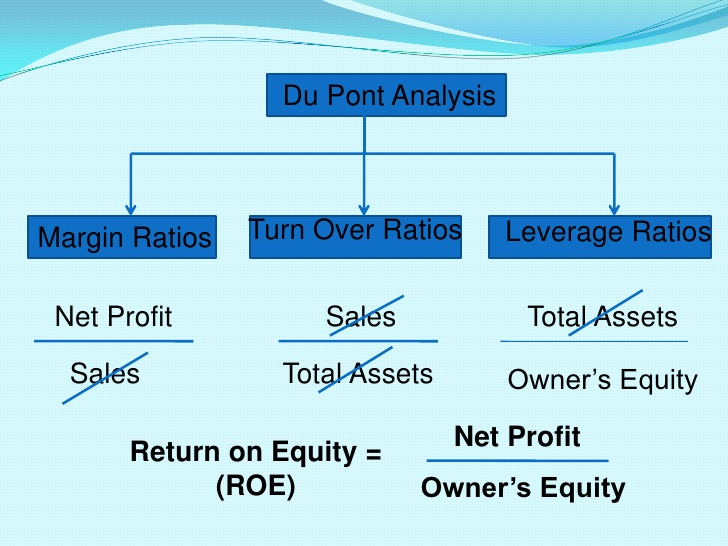 Du Pont Analysis
Margin Ratios
Turn Over Ratios
Leverage Ratios
Net Profit
Sales
Sales
Total Assets
Total Assets
Owner’s Equity
Return on Equity =
(ROE)
Net Profit
Owner’s Equity